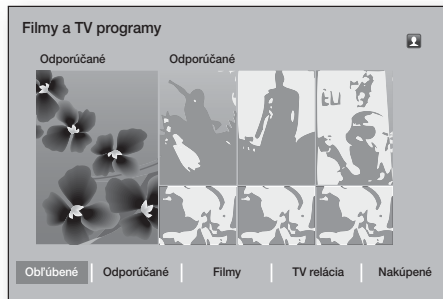 Filmy a TV programy
Odporúčané Odporúčané
Obľúbené Odporúčané Filmy TV relácia Nakúpené